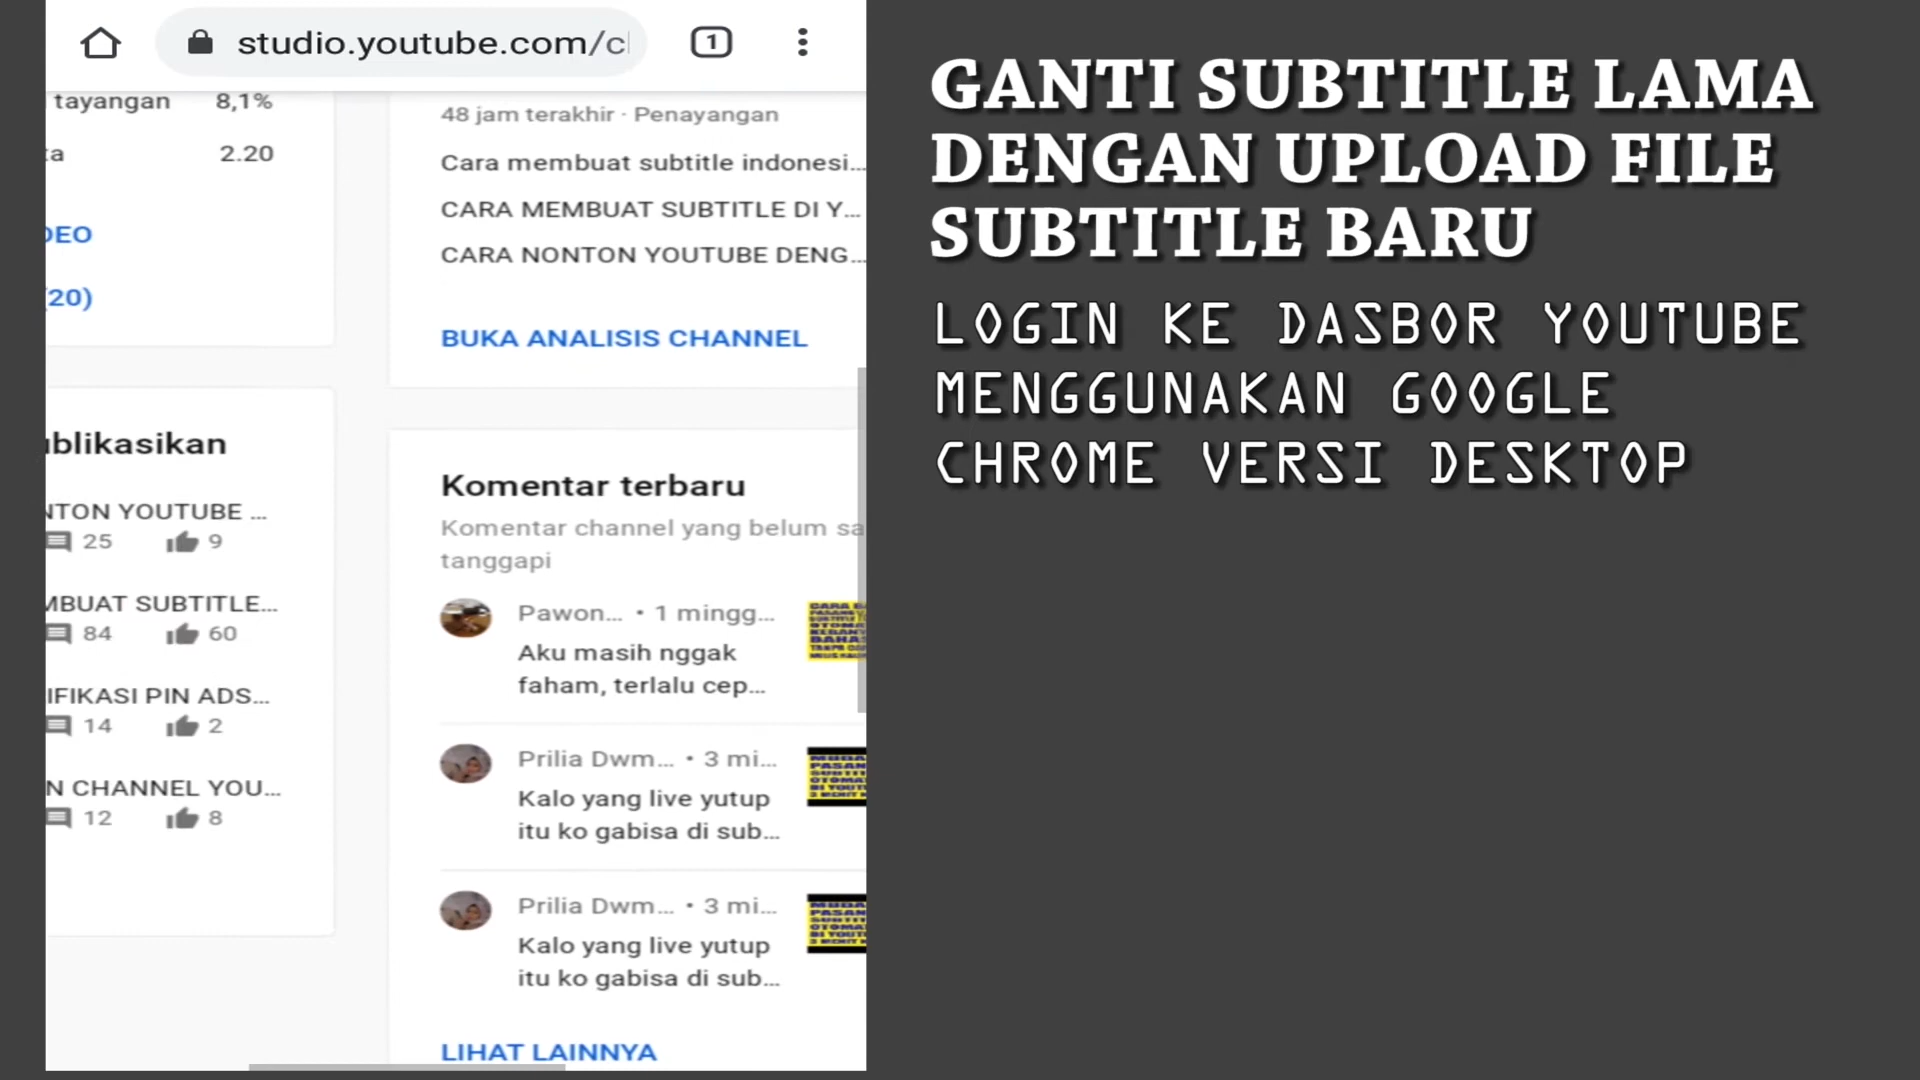 studio.youtube.com/c
1
tayangan 8,1%
ta 2.20
DEO
(20)
ublikasikan
NTON YOUTUBE ...
25 9
MBUAT SUBTITLE...
84 60
IFIKASI PIN ADS...
14 2
N CHANNEL YOU...
12 8
48 jam terakhir · Penayangan
Cara membuat subtitle indonesi...
CARA MEMBUAT SUBTITLE DI Y...
CARA NONTON YOUTUBE DENG...
BUKA ANALISIS CHANNEL
Komentar terbaru
Komentar channel yang belum sa
tanggapi
Pawon... • 1 mingg...
Aku masih nggak
faham, terlalu cep...
Prilia Dwm... • 3 mi...
Kalo yang live yutup
itu ko gabisa di sub...
Prilia Dwm... • 3 mi...
Kalo yang live yutup
itu ko gabisa di sub...
LIHAT LAINNYA
GANTI SUBTITLE LAMA
DENGAN UPLOAD FILE
SUBTITLE BARU
LOGIN KE DASBOR YOUTUBE
MENGGUNAKAN GOOGLE
CHROME VERSI DESKTOP